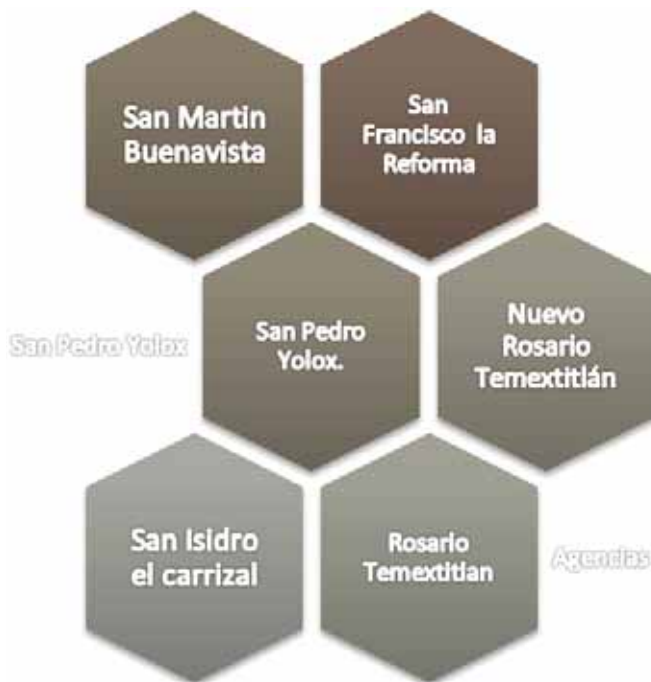 San Martin
Buenavista
San
Francisco la
Reforma
San Pedro Yolox
San Pedro
Yolox.
Nuevo
Rosario
Temextitlán
San Isidro
el carrizal
Rosario
Temextitlan
Agencias